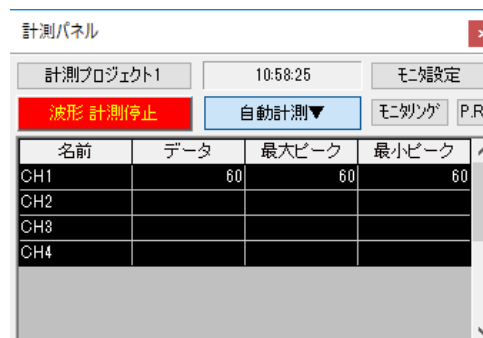 計測パネル
計測プロジェクト1 10:58:25 モニタ設定
波形 計測停止 自動計測▼ モニタリング P.R
名前 データ 最大ピーク 最小ピーク
CH1 60 60 60
CH2
CH3
CH4